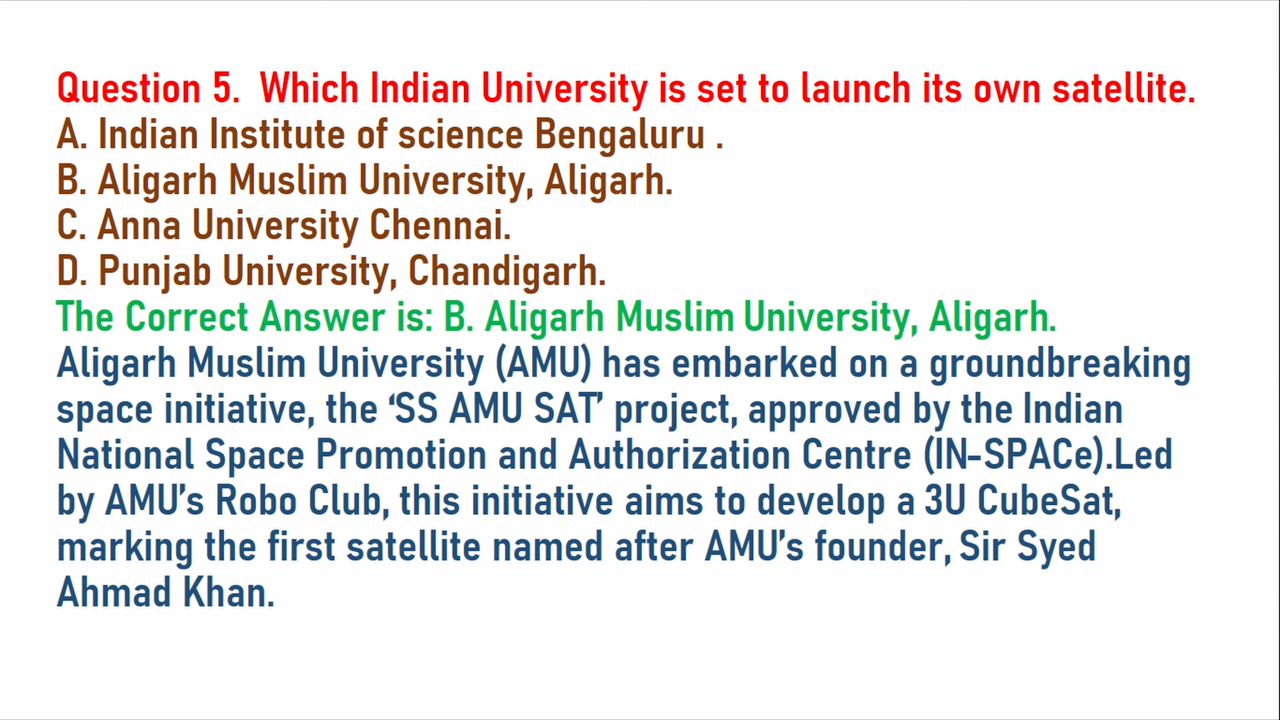 Question 5.  Which Indian University is set to launch its own satellite.
A. Indian Institute of science Bengaluru .
B. Aligarh Muslim University, Aligarh.
C. Anna University Chennai.
D. Punjab University, Chandigarh.
The Correct Answer is: B. Aligarh Muslim University, Aligarh.
Aligarh Muslim University (AMU) has embarked on a groundbreaking
space initiative, the ‘SS AMU SAT’ project, approved by the Indian
National Space Promotion and Authorization Centre (IN-SPACe).Led
by AMU’s Robo Club, this initiative aims to develop a 3U CubeSat,
marking the first satellite named after AMU’s founder, Sir Syed
Ahmad Khan.